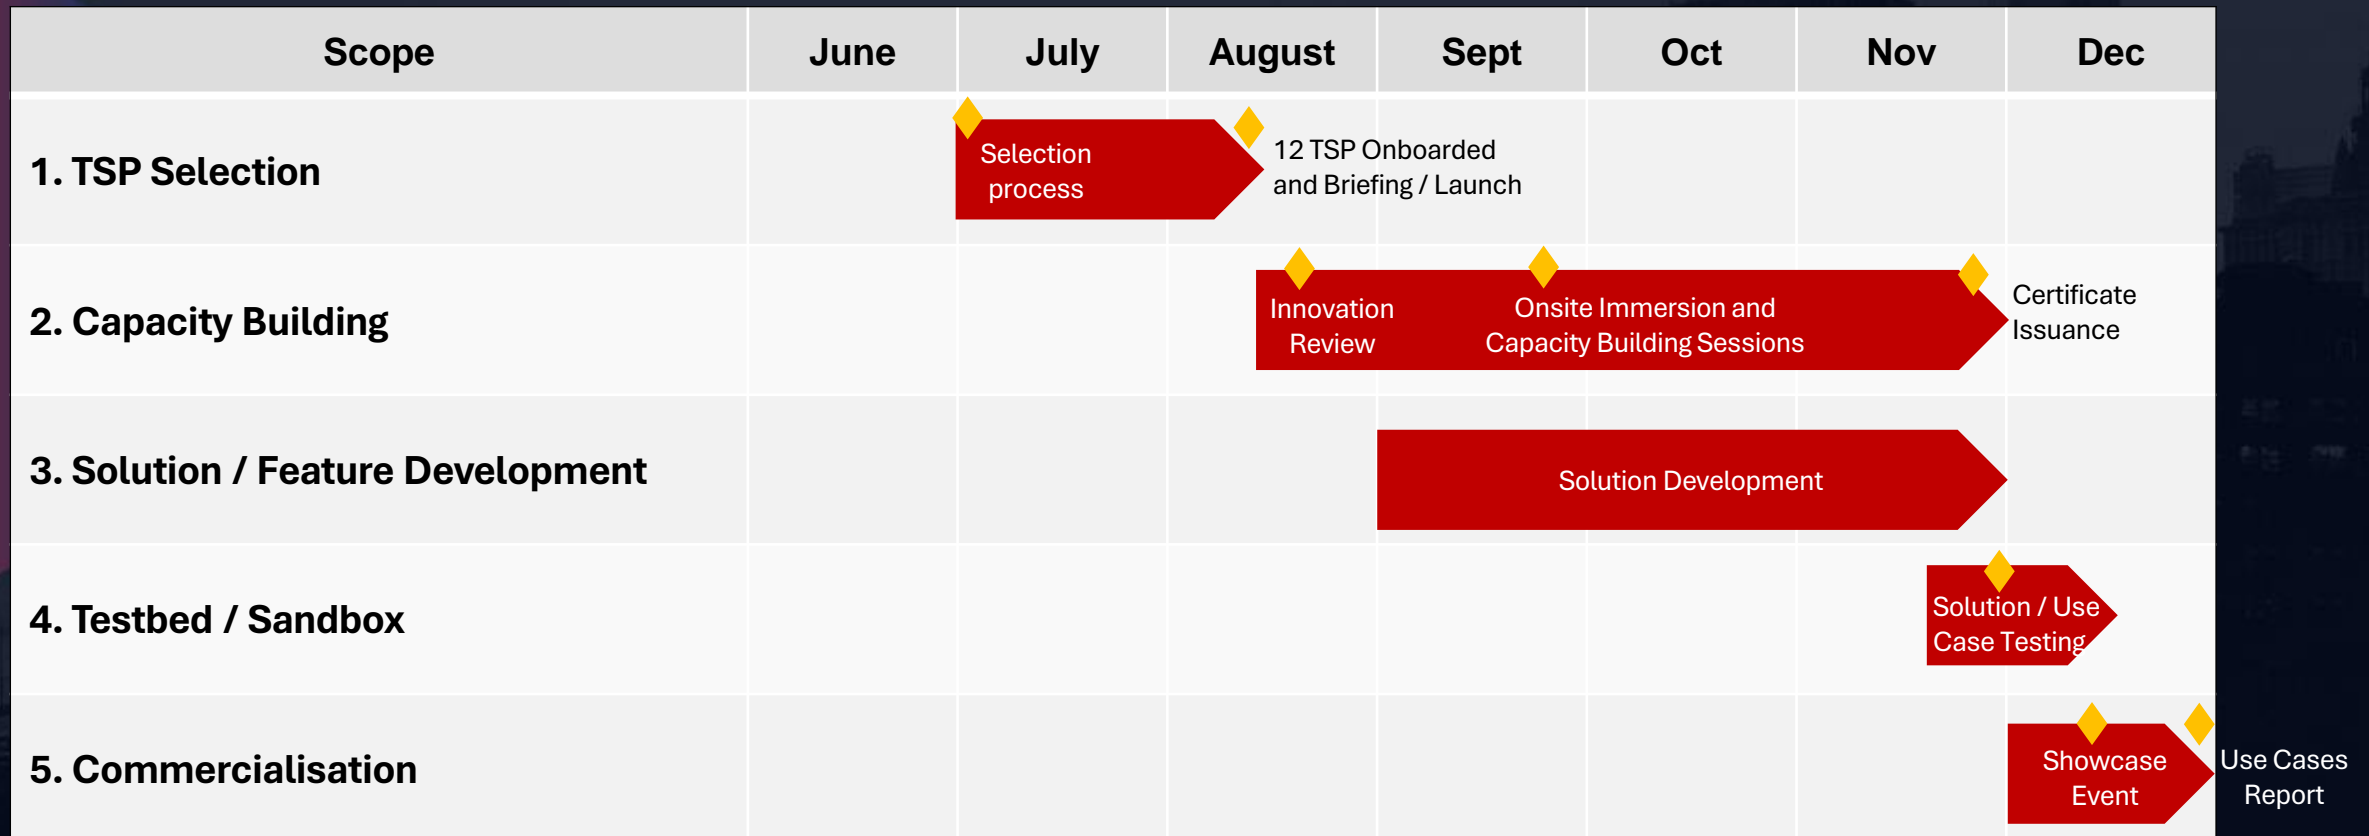 Scope June July August Sept Oct Nov Dec
1. TSP Selection
Selection
process
12 TSP Onboarded
and Briefing / Launch
2. Capacity Building
Innovation
Review
Onsite Immersion and
Capacity Building Sessions
Certificate
Issuance
3. Solution / Feature Development
Solution Development
4. Testbed / Sandbox
Solution / Use
Case Testing
5. Commercialisation
Showcase
Event
Use Cases
Report